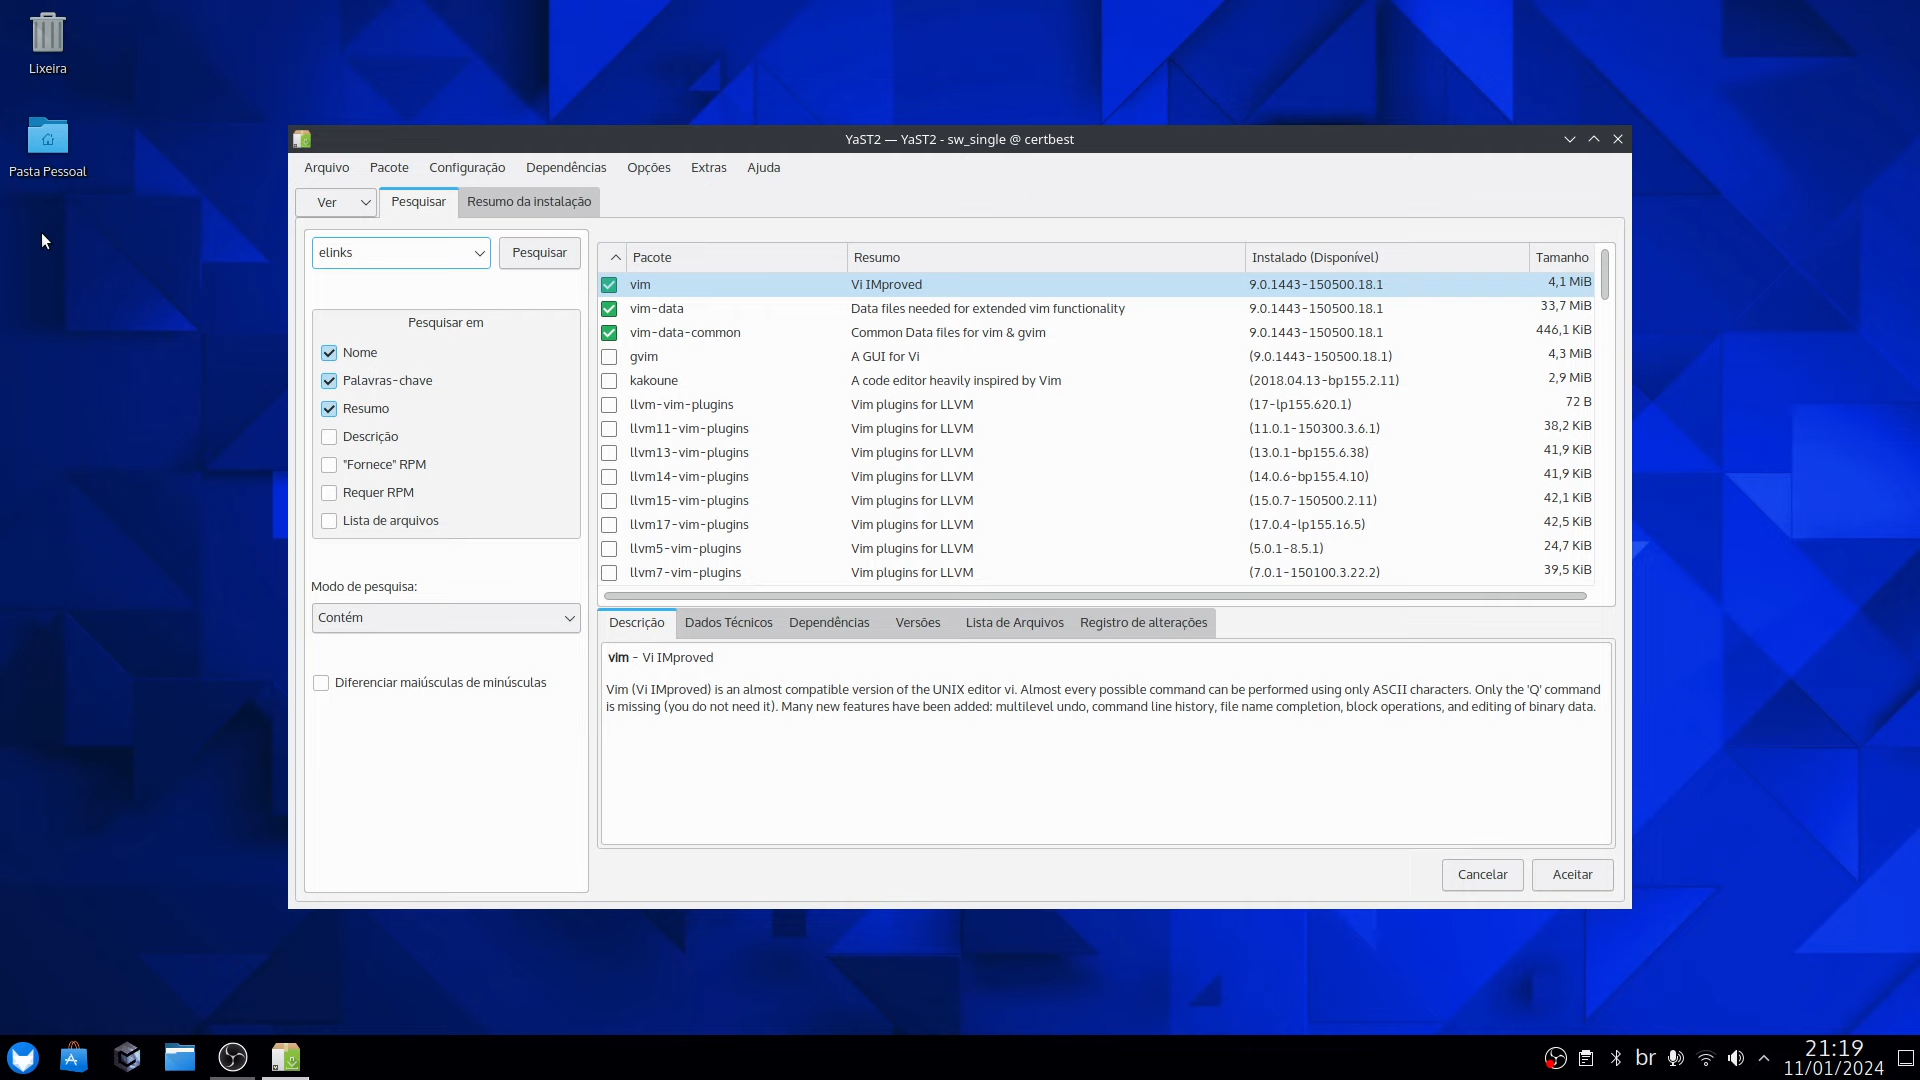 Lixeira
Pasta Pessoal
YaST2 — YaST2 - sw_single @ certbest
Arquivo Pacote Configuração Dependências Opções Extras Ajuda
Ver Pesquisar Resumo da instalação
elinks Pesquisar
Pesquisar em
Nome
Palavras-chave
Resumo
Descrição
"Fornece" RPM
Requer RPM
Lista de arquivos
Modo de pesquisa:
Contém
Diferenciar maiúsculas de minúsculas
Pacote Resumo Instalado (Disponível) Tamanho
vim Vi IMproved 9.0.1443-150500.18.1 4,1 MiB
vim-data Data files needed for extended vim functionality 9.0.1443-150500.18.1 33,7 MiB
vim-data-common Common Data files for vim & gvim 9.0.1443-150500.18.1 446,1 KiB
gvim A GUI for Vi (9.0.1443-150500.18.1) 4,3 MiB
kakoune A code editor heavily inspired by Vim (2018.04.13-bp155.2.11) 2,9 MiB
llvm-vim-plugins Vim plugins for LLVM (17-lp155.620.1) 72 B
llvm11-vim-plugins Vim plugins for LLVM (11.0.1-150300.3.6.1) 38,2 KiB
llvm13-vim-plugins Vim plugins for LLVM (13.0.1-bp155.6.38) 41,9 KiB
llvm14-vim-plugins Vim plugins for LLVM (14.0.6-bp155.4.10) 41,9 KiB
llvm15-vim-plugins Vim plugins for LLVM (15.0.7-150500.2.11) 42,1 KiB
llvm17-vim-plugins Vim plugins for LLVM (17.0.4-lp155.16.5) 42,5 KiB
llvm5-vim-plugins Vim plugins for LLVM (5.0.1-8.5.1) 24,7 KiB
llvm7-vim-plugins Vim plugins for LLVM (7.0.1-150100.3.22.2) 39,5 KiB
Descrição Dados Técnicos Dependências Versões Lista de Arquivos Registro de alterações
vim - Vi IMproved
Vim (Vi IMproved) is an almost compatible version of the UNIX editor vi. Almost every possible command can be performed using only ASCII characters. Only the 'Q' command
is missing (you do not need it). Many new features have been added: multilevel undo, command line history, file name completion, block operations, and editing of binary data.
Cancelar Aceitar
br
21:19
11/01/2024